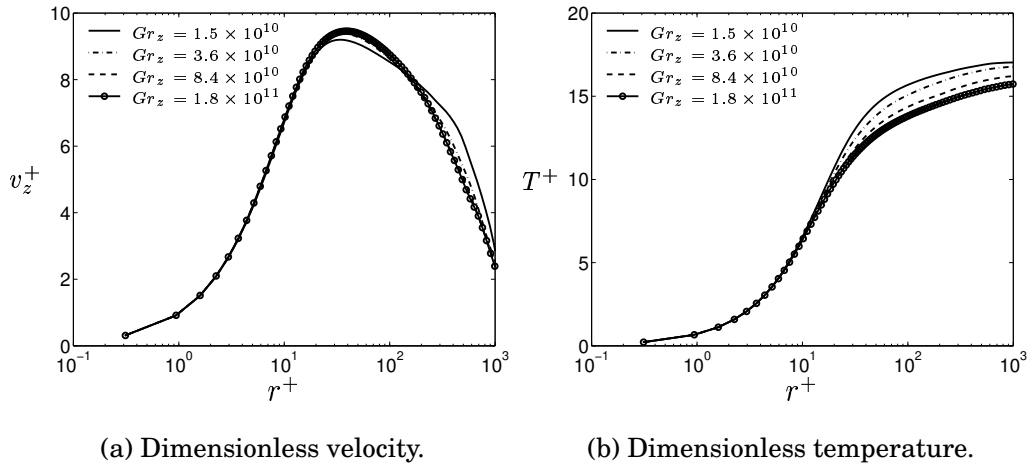 10
8
6
4
2
0
v_z^+
Gr_z = 1.5 × 10^10
Gr_z = 3.6 × 10^10
Gr_z = 8.4 × 10^10
Gr_z = 1.8 × 10^11
10^−1
10^0
10^1
10^2
10^3
r^+
(a) Dimensionless velocity.
20
15
10
5
0
T^+
Gr_z = 1.5 × 10^10
Gr_z = 3.6 × 10^10
Gr_z = 8.4 × 10^10
Gr_z = 1.8 × 10^11
10^−1
10^0
10^1
10^2
10^3
r^+
(b) Dimensionless temperature.